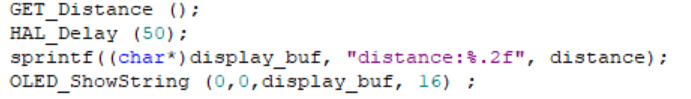 GET_Distance ();
HAL_Delay (50);
sprintf((char*)display_buf, "distance:%.2f", distance);
OLED_ShowString (0,0,display_buf, 16) ;